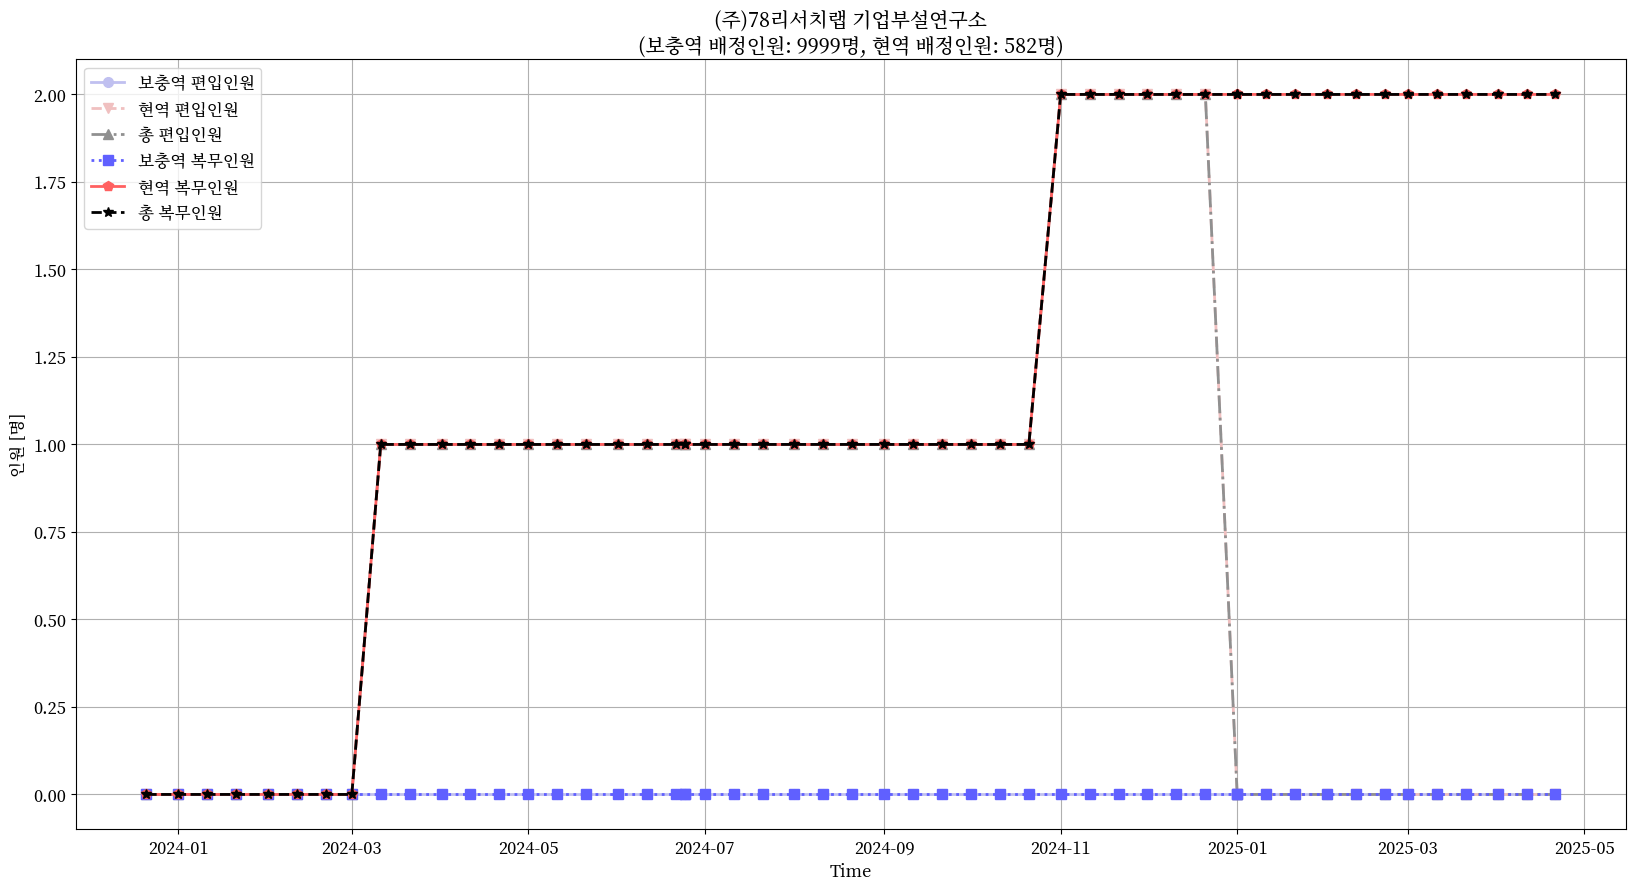 (주)78리서치랩 기업부설연구소
(보충역 배정인원: 9999명, 현역 배정인원: 582명)
보충역 편입인원
현역 편입인원
총 편입인원
보충역 복무인원
현역 복무인원
총 복무인원
인원 [명]
2.00
1.75
1.50
1.25
1.00
0.75
0.50
0.25
0.00
2024-01
2024-03
2024-05
2024-07
2024-09
2024-11
2025-01
2025-03
2025-05
Time